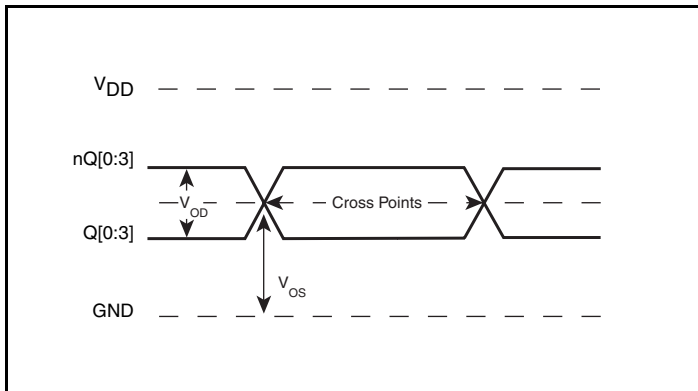 VDD
nQ[0:3]
VOD
Cross Points
Q[0:3]
VOS
GND